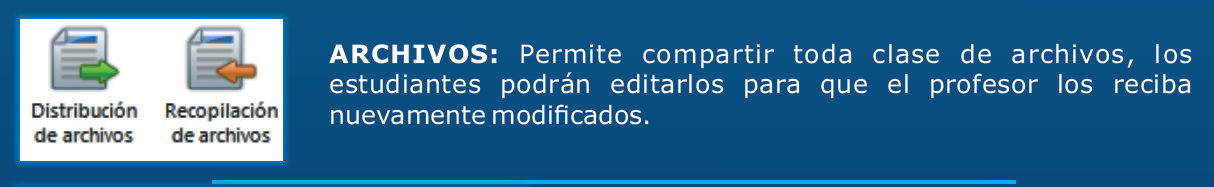 Distribución
de archivos
Recopilación
de archivos
ARCHIVOS: Permite compartir toda clase de archivos, los
estudiantes podrán editarlos para que el profesor los reciba
nuevamente modificados.